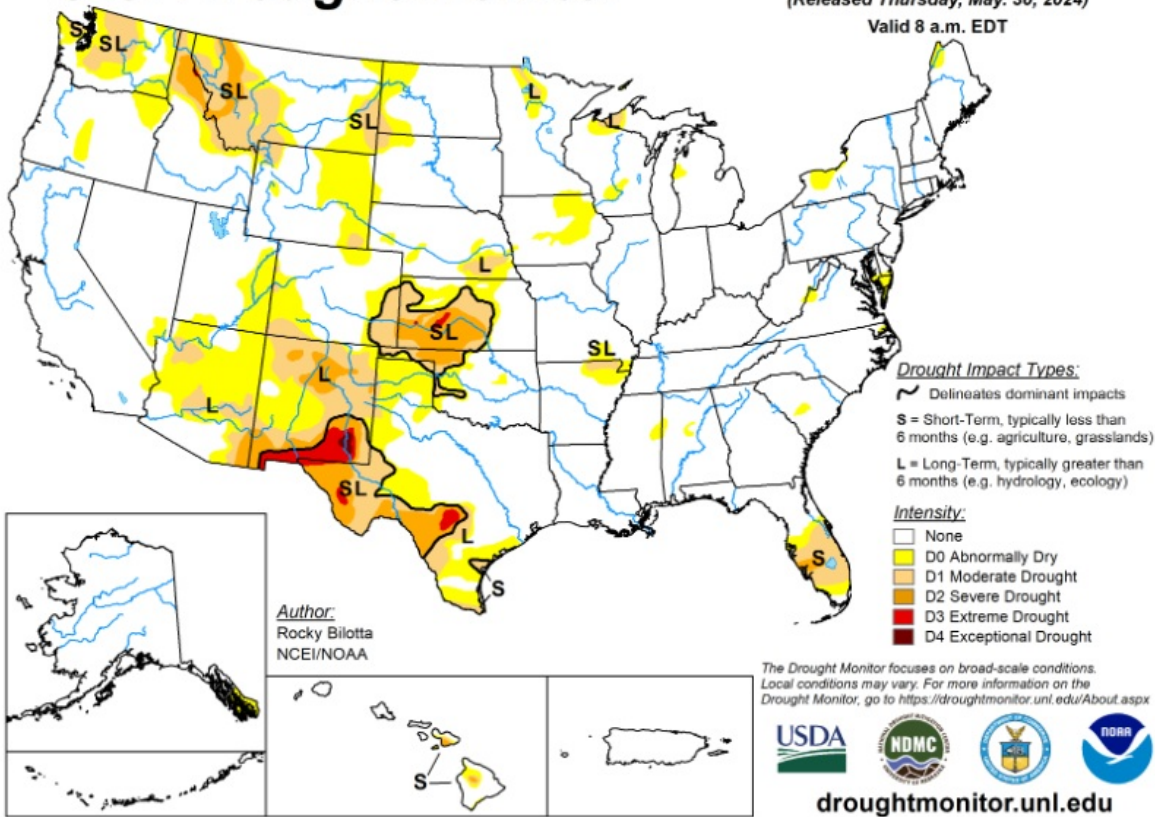 (Released Thursday, May. 30, 2024)
Valid 8 a.m. EDT
S
SL
SL
SL
L
L
L
SL
SL
L
L
SL
L
S
S
S
Drought Impact Types:
Delineates dominant impacts
S = Short-Term, typically less than
6 months (e.g. agriculture, grasslands)
L = Long-Term, typically greater than
6 months (e.g. hydrology, ecology)
Intensity:
None
D0 Abnormally Dry
D1 Moderate Drought
D2 Severe Drought
D3 Extreme Drought
D4 Exceptional Drought
Author:
Rocky Bilotta
NCEI/NOAA
The Drought Monitor focuses on broad-scale conditions.
Local conditions may vary. For more information on the
Drought Monitor, go to https://droughtmonitor.unl.edu/About.aspx
USDA
NDMC
NOAA
droughtmonitor.unl.edu